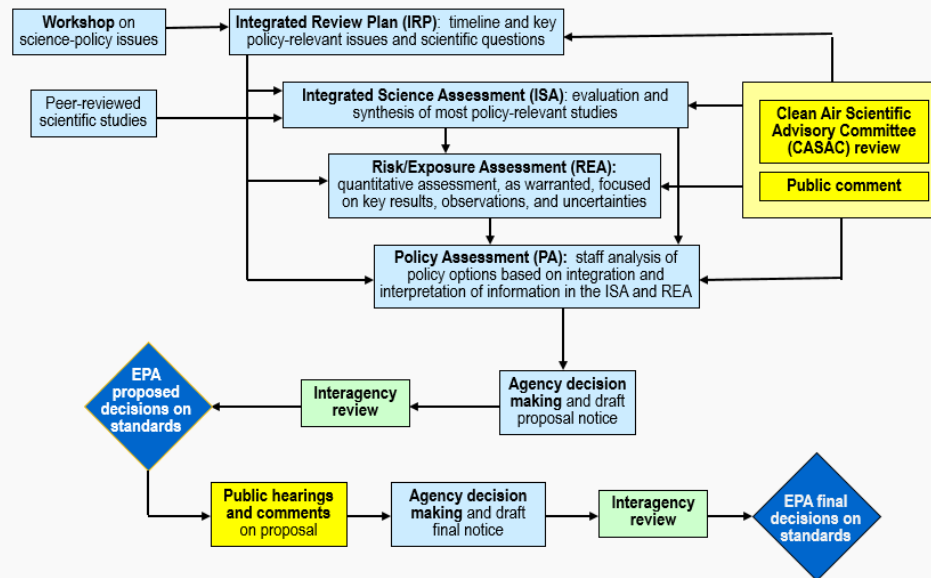 Workshop on
science-policy issues
Integrated Review Plan (IRP):  timeline and key
policy-relevant issues and scientific questions
Peer-reviewed
scientific studies
Integrated Science Assessment (ISA): evaluation and
synthesis of most policy-relevant studies
Clean Air Scientific
Advisory Committee
(CASAC) review
Public comment
Risk/Exposure Assessment (REA):
quantitative assessment, as warranted, focused
on key results, observations, and uncertainties
Policy Assessment (PA):  staff analysis of
policy options based on integration and
interpretation of information in the ISA and REA
Agency decision
making and draft
proposal notice
Interagency
review
EPA
proposed
decisions on
standards
Public hearings
and comments
on proposal
Agency decision
making and draft
final notice
Interagency
review
EPA final
decisions on
standards